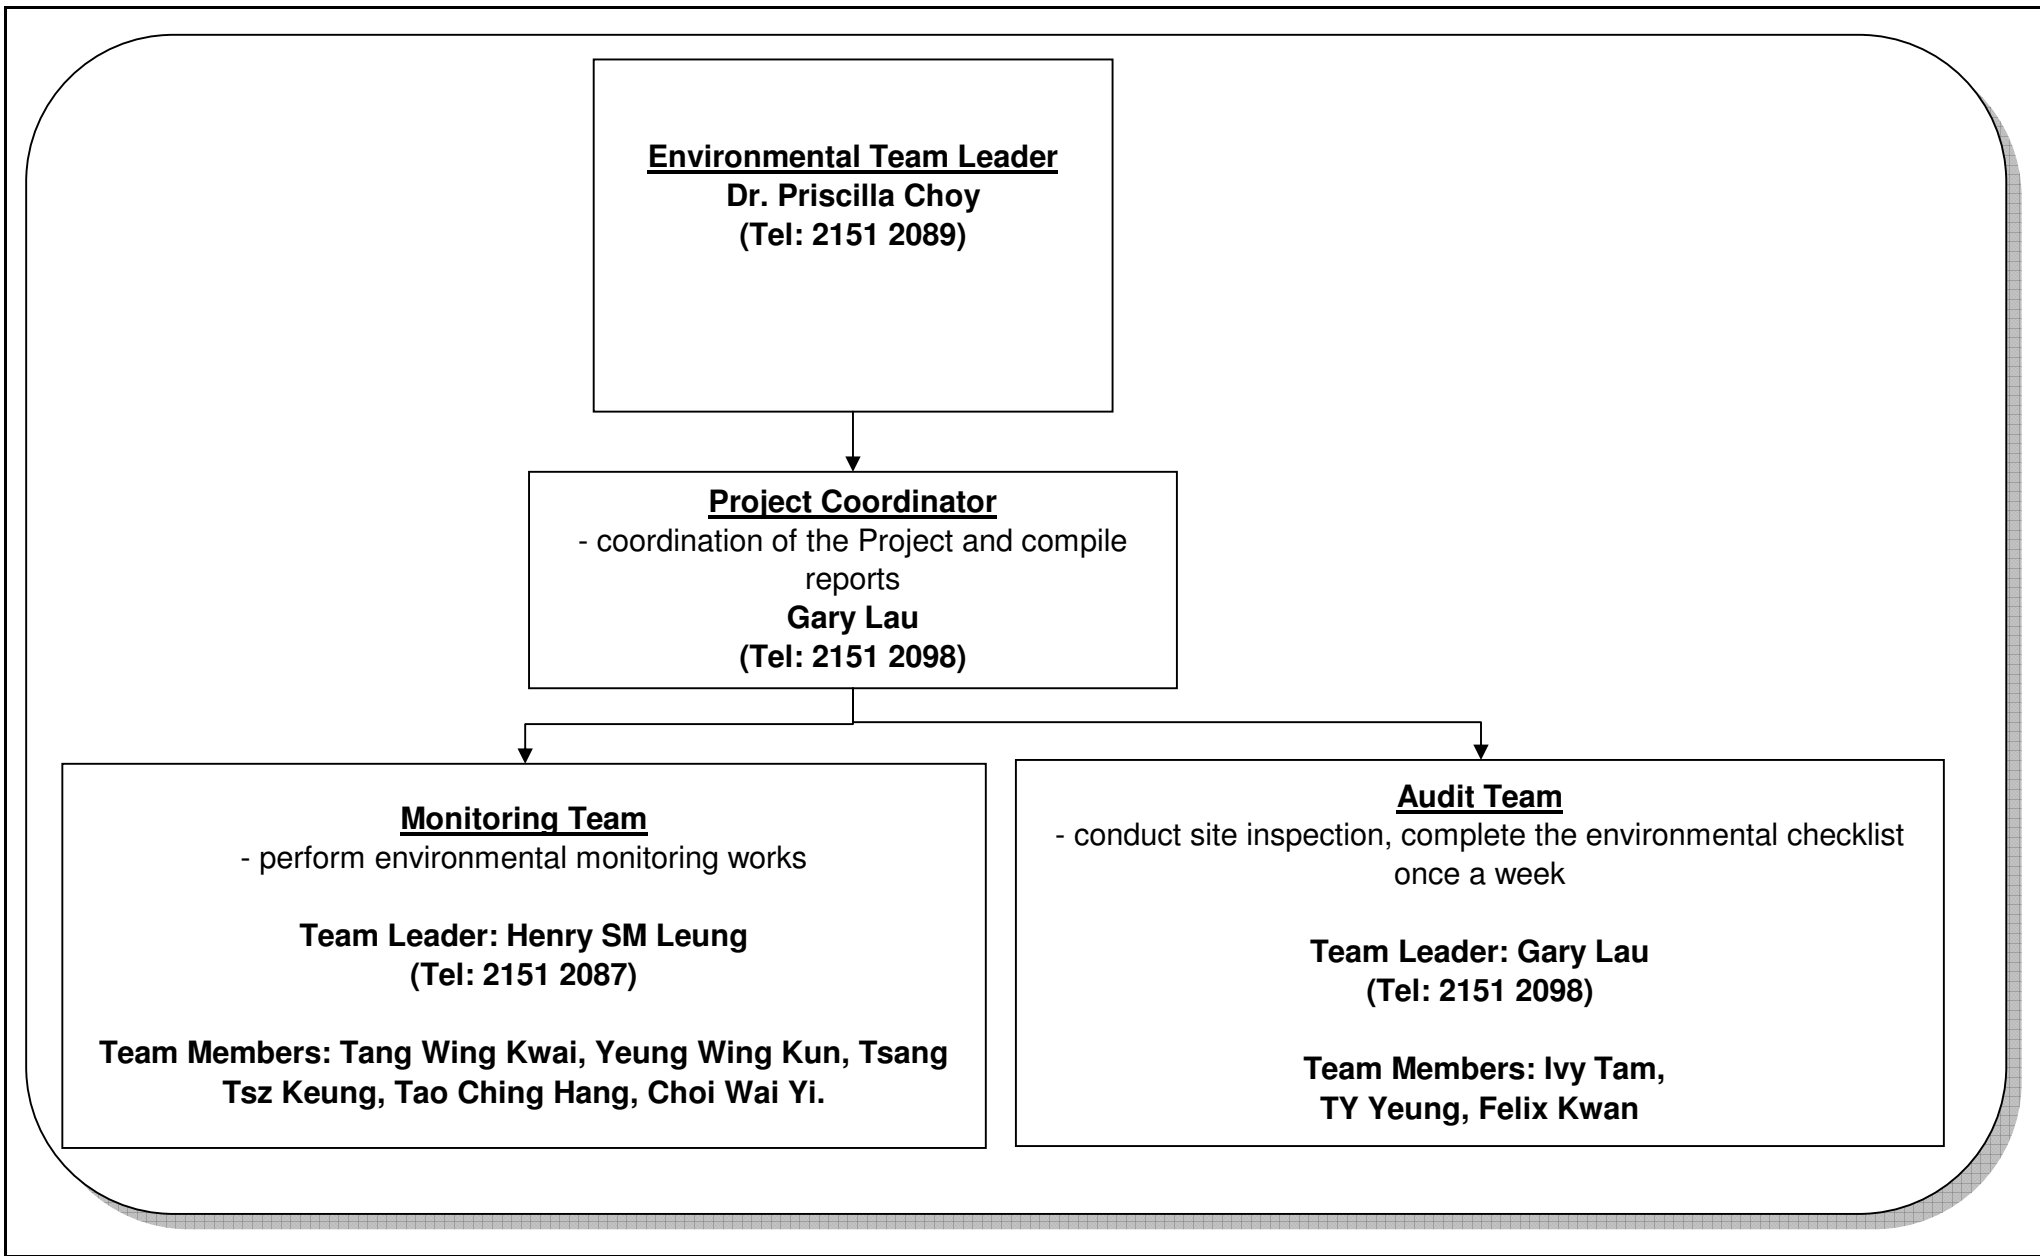 Environmental Team Leader
Dr. Priscilla Choy
(Tel: 2151 2089)
Project Coordinator
- coordination of the Project and compile
reports
Gary Lau
(Tel: 2151 2098)
Monitoring Team
- perform environmental monitoring works
Team Leader: Henry SM Leung
(Tel: 2151 2087)
Team Members: Tang Wing Kwai, Yeung Wing Kun, Tsang
Tsz Keung, Tao Ching Hang, Choi Wai Yi.
Audit Team
- conduct site inspection, complete the environmental checklist
once a week
Team Leader: Gary Lau
(Tel: 2151 2098)
Team Members: Ivy Tam,
TY Yeung, Felix Kwan